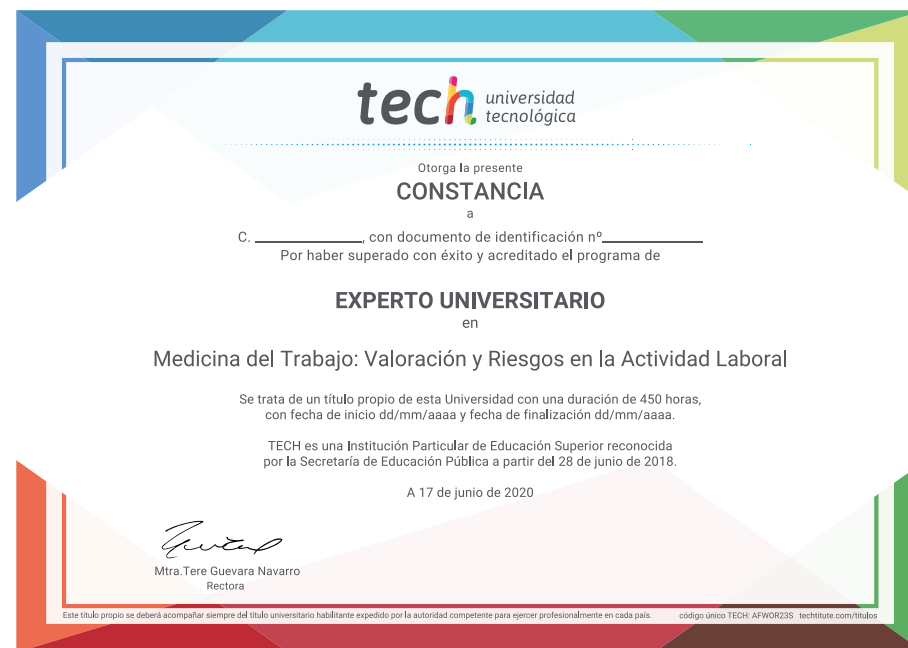 tech universidad
tecnológica
Otorga la presente
CONSTANCIA
a
C. ____________, con documento de identificación nº____________
Por haber superado con éxito y acreditado el programa de
EXPERTO UNIVERSITARIO
en
Medicina del Trabajo: Valoración y Riesgos en la Actividad Laboral
Se trata de un título propio de esta Universidad con una duración de 450 horas,
con fecha de inicio dd/mm/aaaa y fecha de finalización dd/mm/aaaa.
TECH es una Institución Particular de Educación Superior reconocida
por la Secretaría de Educación Pública a partir del 28 de junio de 2018.
A 17 de junio de 2020
Mtra.Tere Guevara Navarro
Rectora
Este título propio se deberá acompañar siempre del título universitario habilitante expedido por la autoridad competente para ejercer profesionalmente en cada país. código único TECH: AFWOR23S techtitute.com/titulos